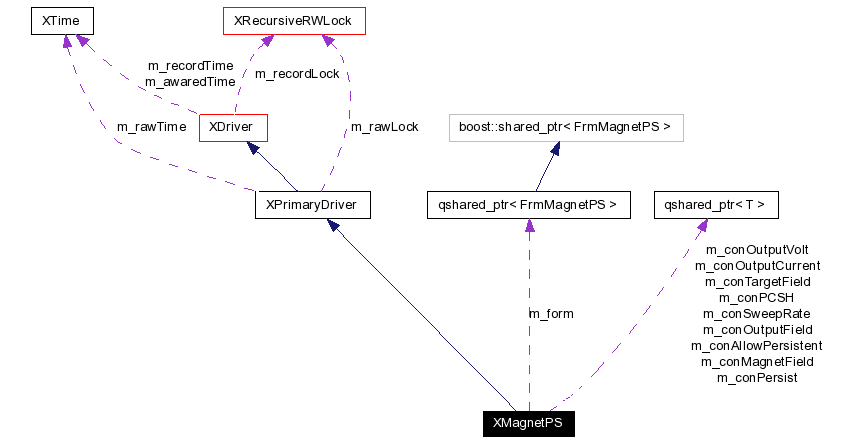 XTime
XRecursiveRWLock
m_recordTime
m_awaredTime
m_recordLock
m_rawTime
XDriver
m_rawLock
boost::shared_ptr< FrmMagnetPS >
XPrimaryDriver
qshared_ptr< FrmMagnetPS >
qshared_ptr< T >
m_form
m_conOutputVolt
m_conOutputCurrent
m_conTargetField
m_conPCSH
m_conSweepRate
m_conOutputField
m_conAllowPersistent
m_conMagnetField
m_conPersist
XMagnetPS